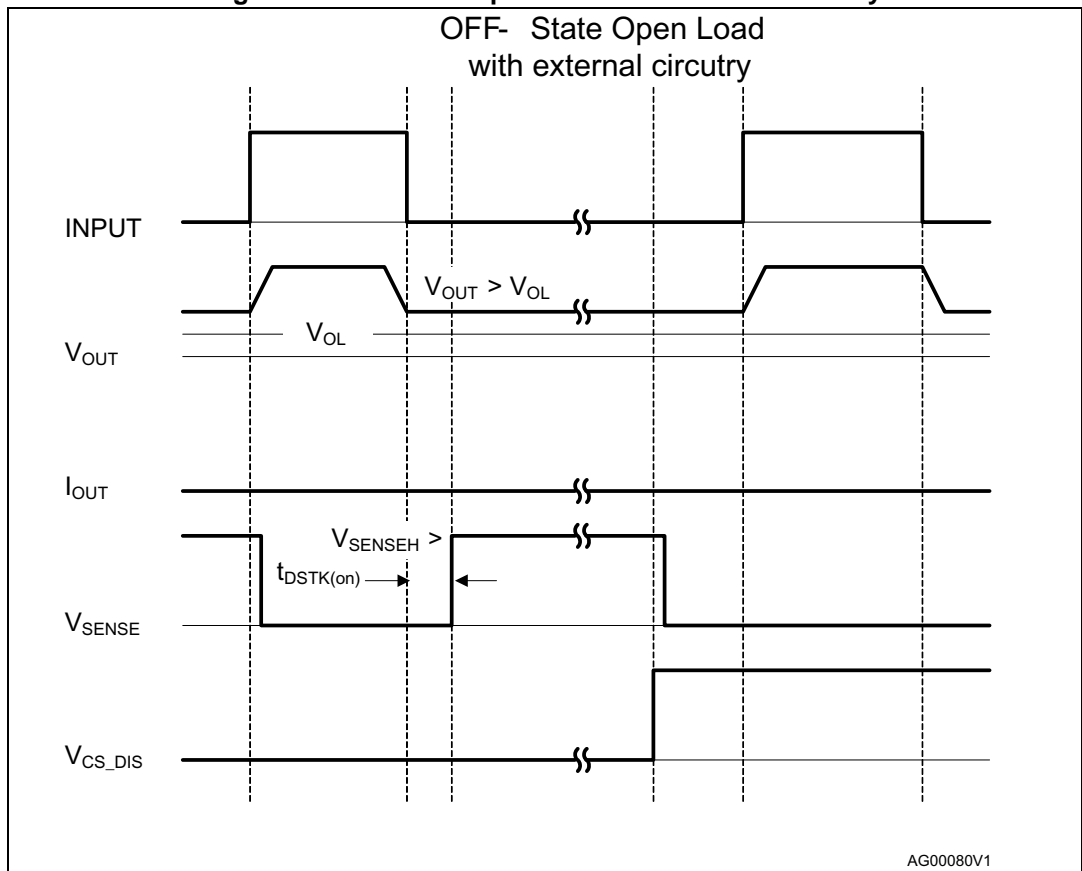 OFF- State Open Load
with external circutry
INPUT
V_OUT > V_OL
V_OL
V_OUT
I_OUT
V_SENSEH >
t_DSTK(on)
V_SENSE
V_CS_DIS
AG00080V1